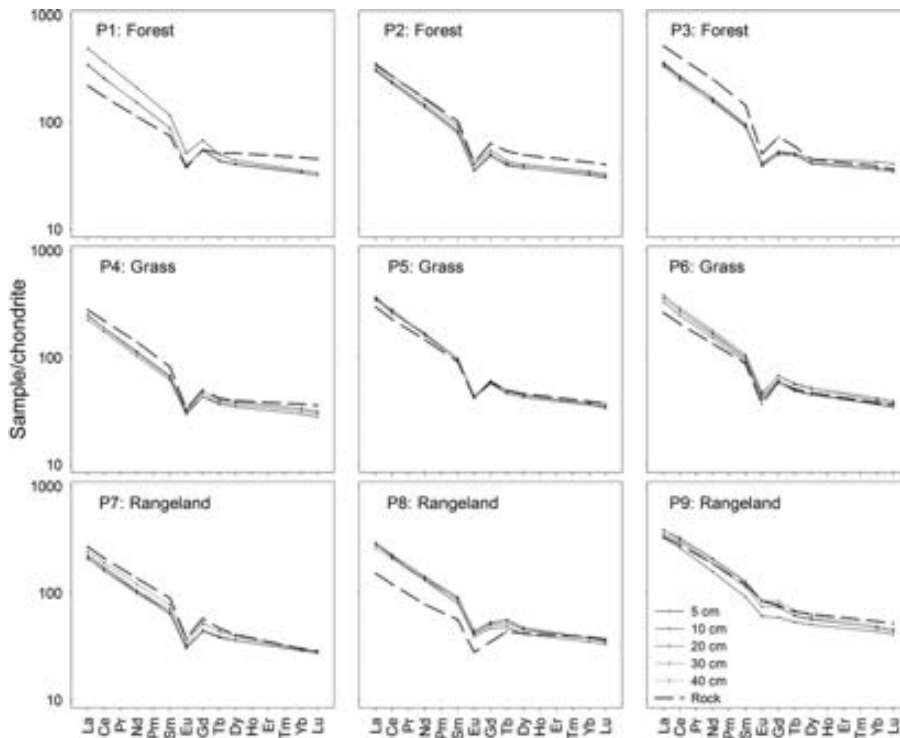 1000
100
10
P1: Forest
P2: Forest
P3: Forest
1000
100
10
P4: Grass
P5: Grass
P6: Grass
Sample/chondrite
1000
100
10
P7: Rangeland
P8: Rangeland
P9: Rangeland
5 cm
10 cm
20 cm
30 cm
40 cm
Rock
La Ce Pr Nd Pm Sm Eu Gd Tb Dy Ho Er Tm Yb Lu
La Ce Pr Nd Pm Sm Eu Gd Tb Dy Ho Er Tm Yb Lu
La Ce Pr Nd Pm Sm Eu Gd Tb Dy Ho Er Tm Yb Lu